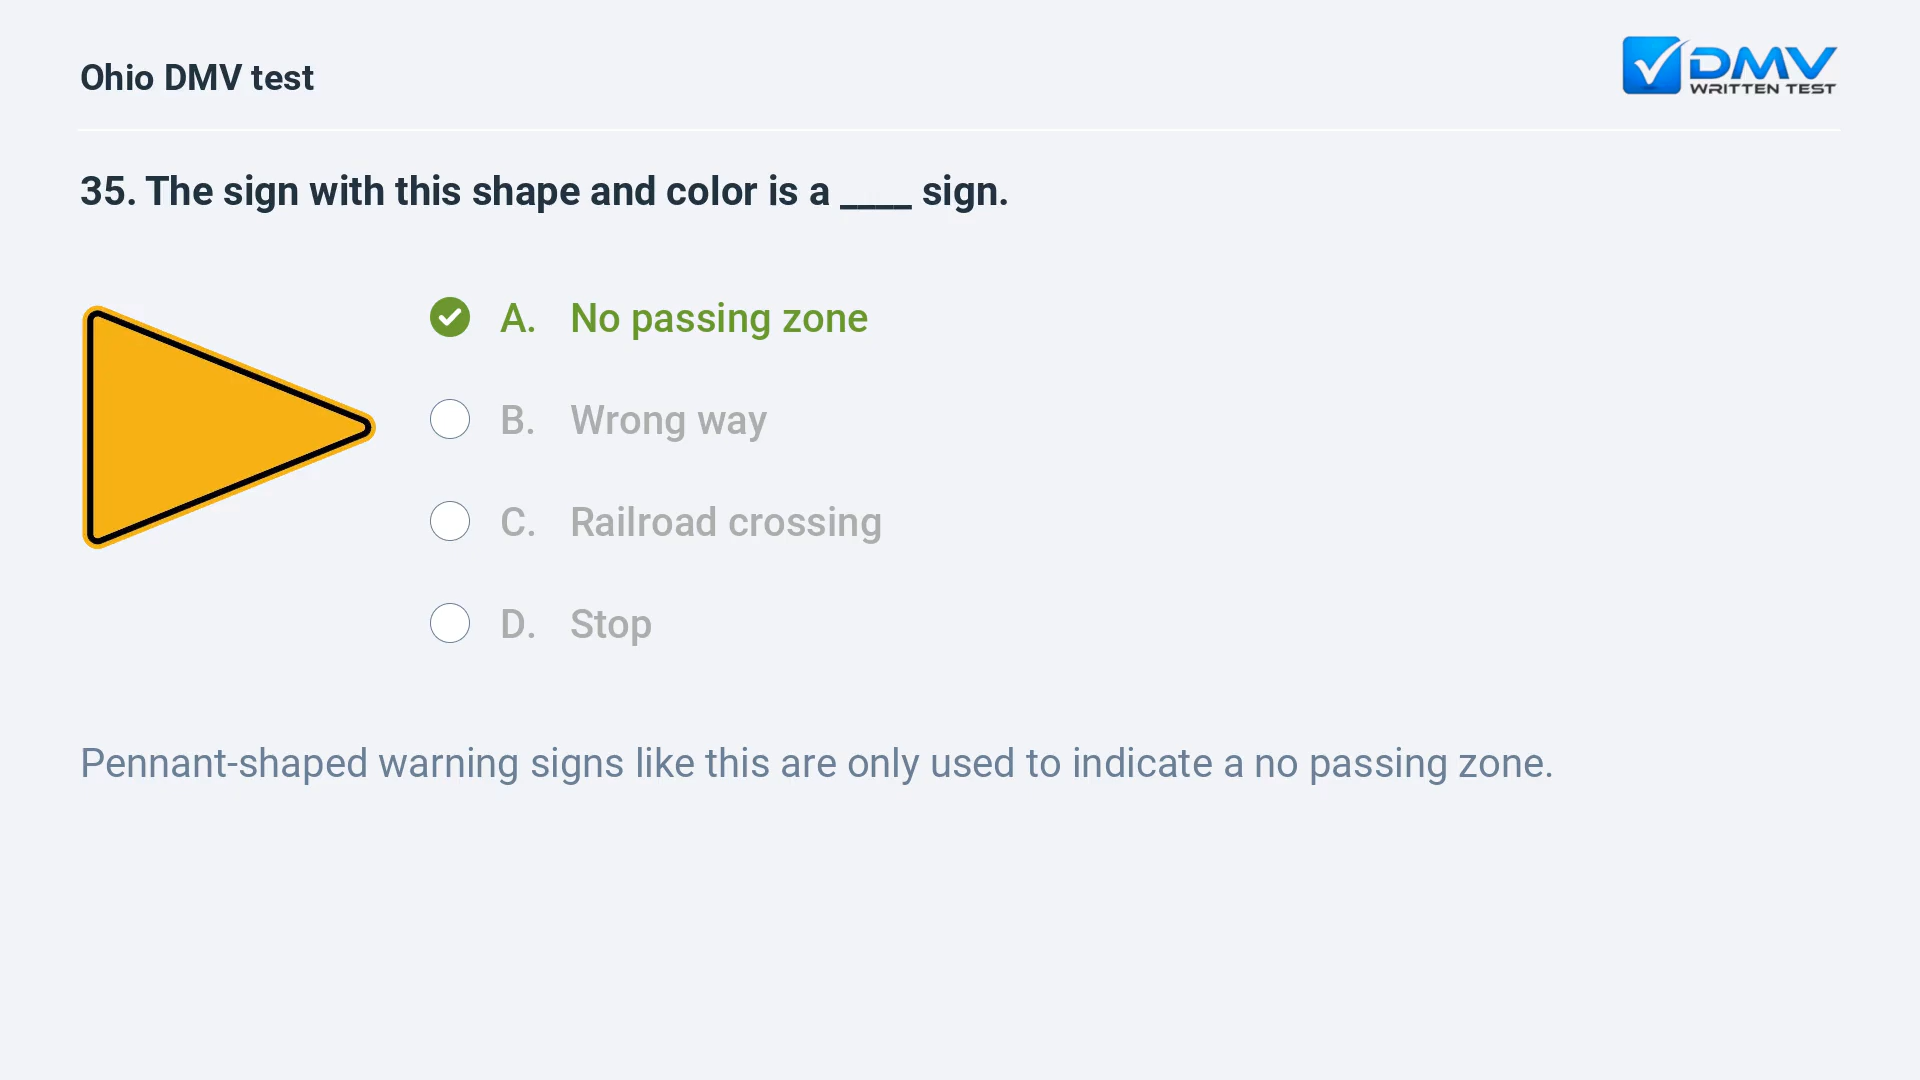 Ohio DMV test
DMV
WRITTEN TEST
35. The sign with this shape and color is a ____ sign.
A. No passing zone
B. Wrong way
C. Railroad crossing
D. Stop
Pennant-shaped warning signs like this are only used to indicate a no passing zone.